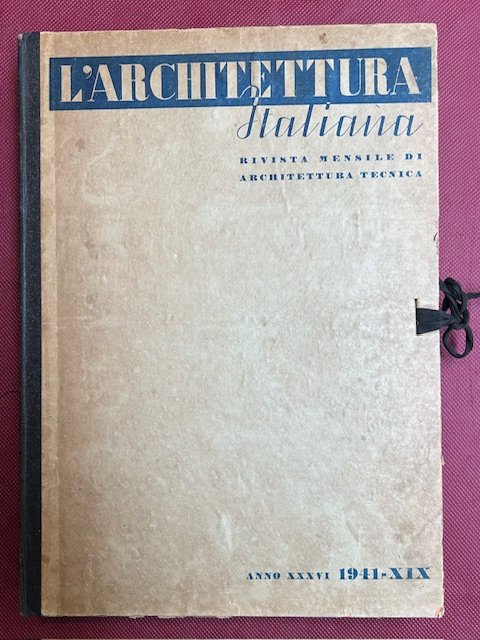 L'ARCHITETTURA
Italiana
RIVISTA MENSILE DI
ARCHITETTURA TECNICA
ANNO XXXVI 1941-XIX